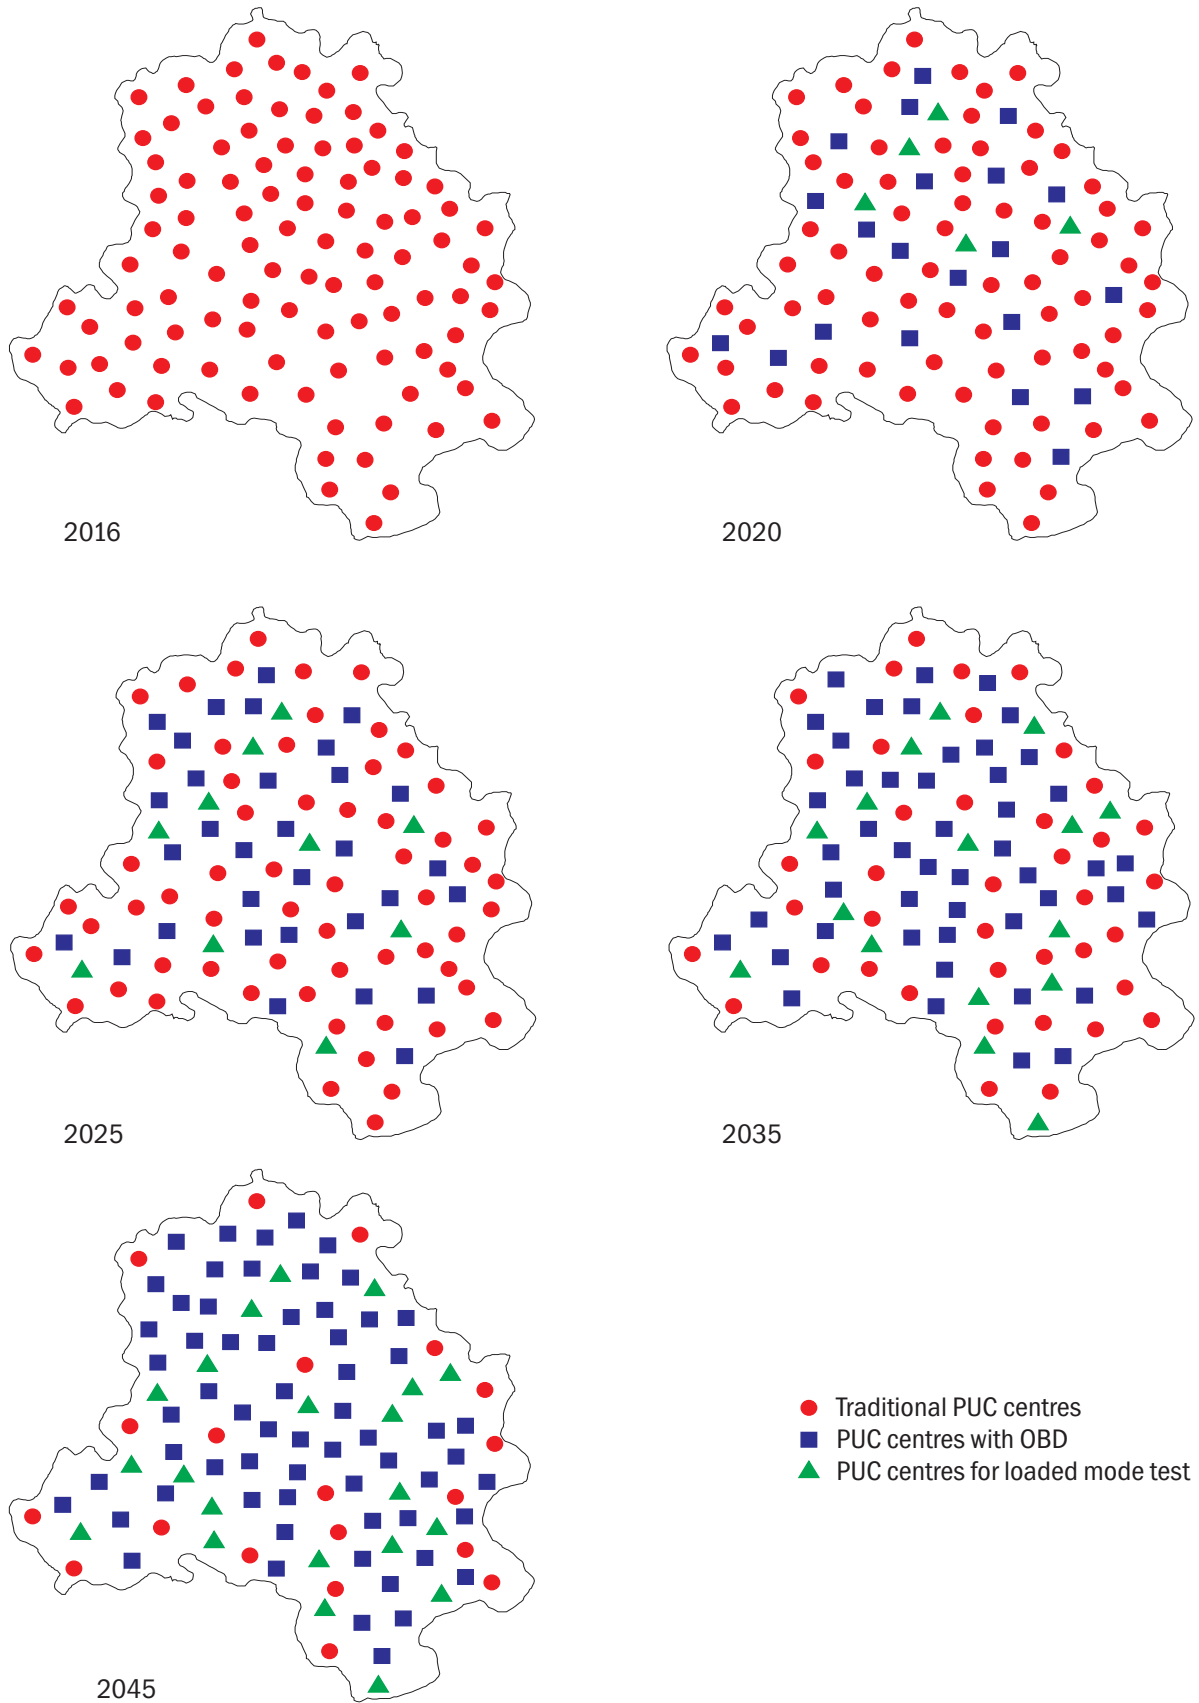 2016
2020
2025
2035
Traditional PUC centres
PUC centres with OBD
PUC centres for loaded mode test
2045